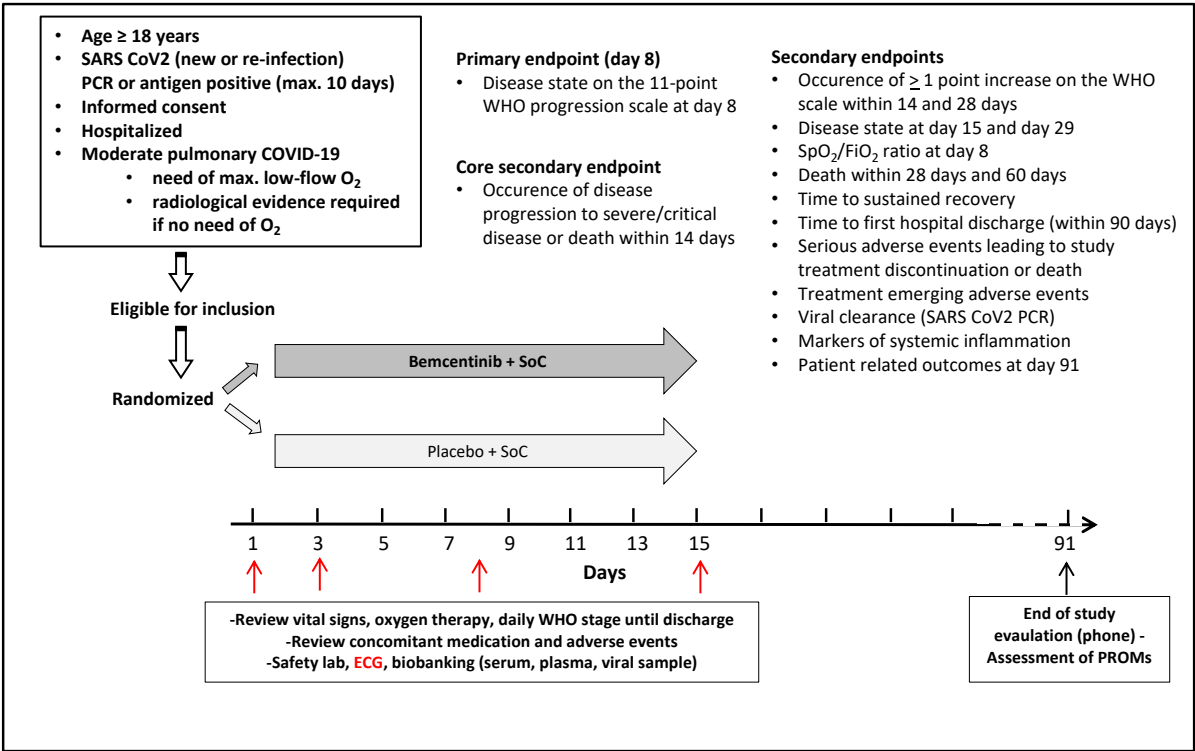 • Age ≥ 18 years
• SARS CoV2 (new or re-infection)
PCR or antigen positive (max. 10 days)
• Informed consent
• Hospitalized
• Moderate pulmonary COVID-19
• need of max. low-flow O₂
• radiological evidence required
if no need of O₂
Primary endpoint (day 8)
• Disease state on the 11-point
WHO progression scale at day 8
Core secondary endpoint
• Occurence of disease
progression to severe/critical
disease or death within 14 days
Secondary endpoints
• Occurence of ≥ 1 point increase on the WHO
scale within 14 and 28 days
• Disease state at day 15 and day 29
• SpO₂/FiO₂ ratio at day 8
• Death within 28 days and 60 days
• Time to sustained recovery
• Time to first hospital discharge (within 90 days)
• Serious adverse events leading to study
treatment discontinuation or death
• Treatment emerging adverse events
• Viral clearance (SARS CoV2 PCR)
• Markers of systemic inflammation
• Patient related outcomes at day 91
Eligible for inclusion
Randomized
Bemcentinib + SoC
Placebo + SoC
1 3 5 7 9 11 13 15 91
Days
-Review vital signs, oxygen therapy, daily WHO stage until discharge
-Review concomitant medication and adverse events
-Safety lab, ECG, biobanking (serum, plasma, viral sample)
End of study
evaulation (phone) -
Assessment of PROMs